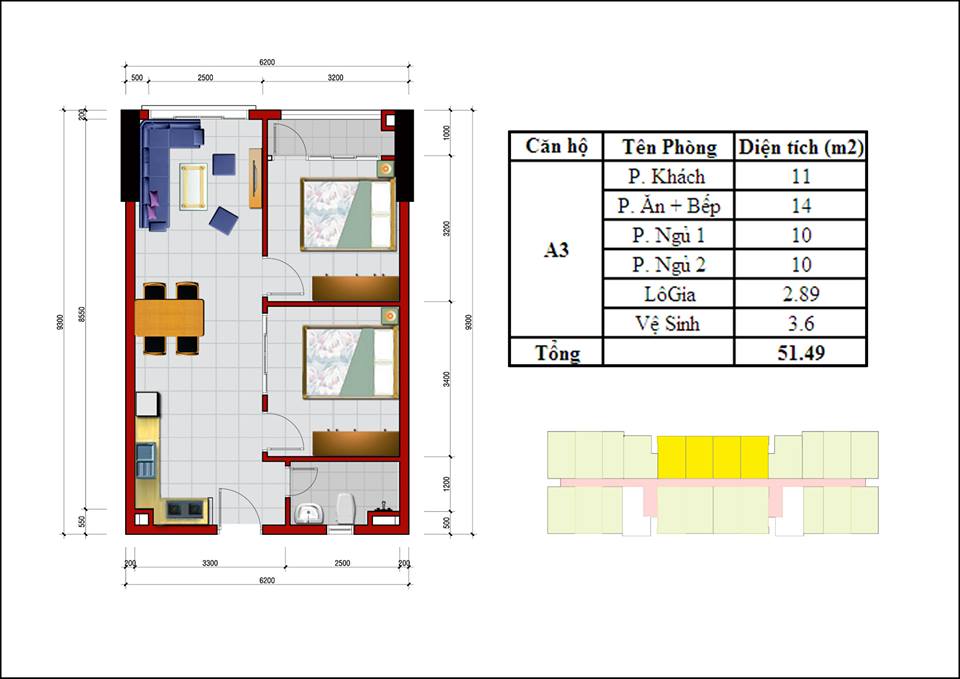 6200
500 2500 3200
200
8550
550
9300
1000
3200
3400
1200
500
9300
200 3300 2500 200
6200
Căn hộ Tên Phòng Diện tích (m2)
A3
P. Khách 11
P. Ăn + Bếp 14
P. Ngủ 1 10
P. Ngủ 2 10
LôGia 2.89
Vệ Sinh 3.6
Tổng 51.49